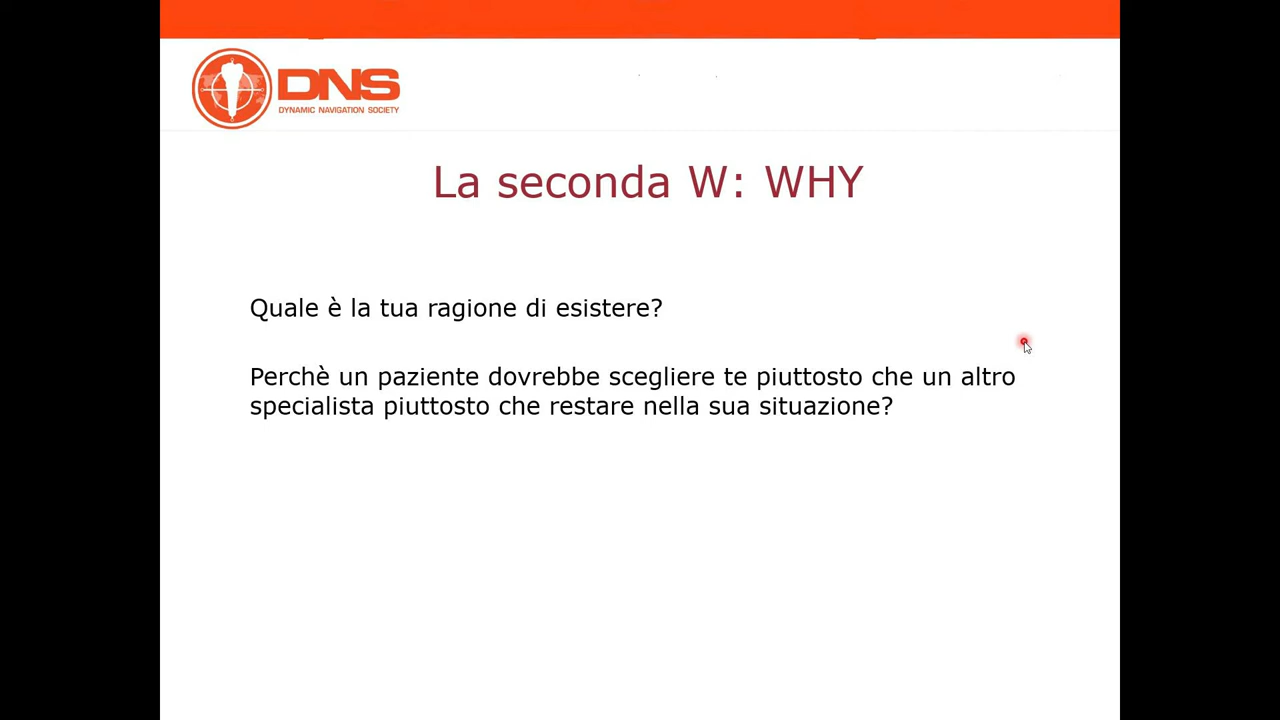 DNS
DYNAMIC NAVIGATION SOCIETY
La seconda W: WHY
Quale è la tua ragione di esistere?
Perchè un paziente dovrebbe scegliere te piuttosto che un altro
specialista piuttosto che restare nella sua situazione?